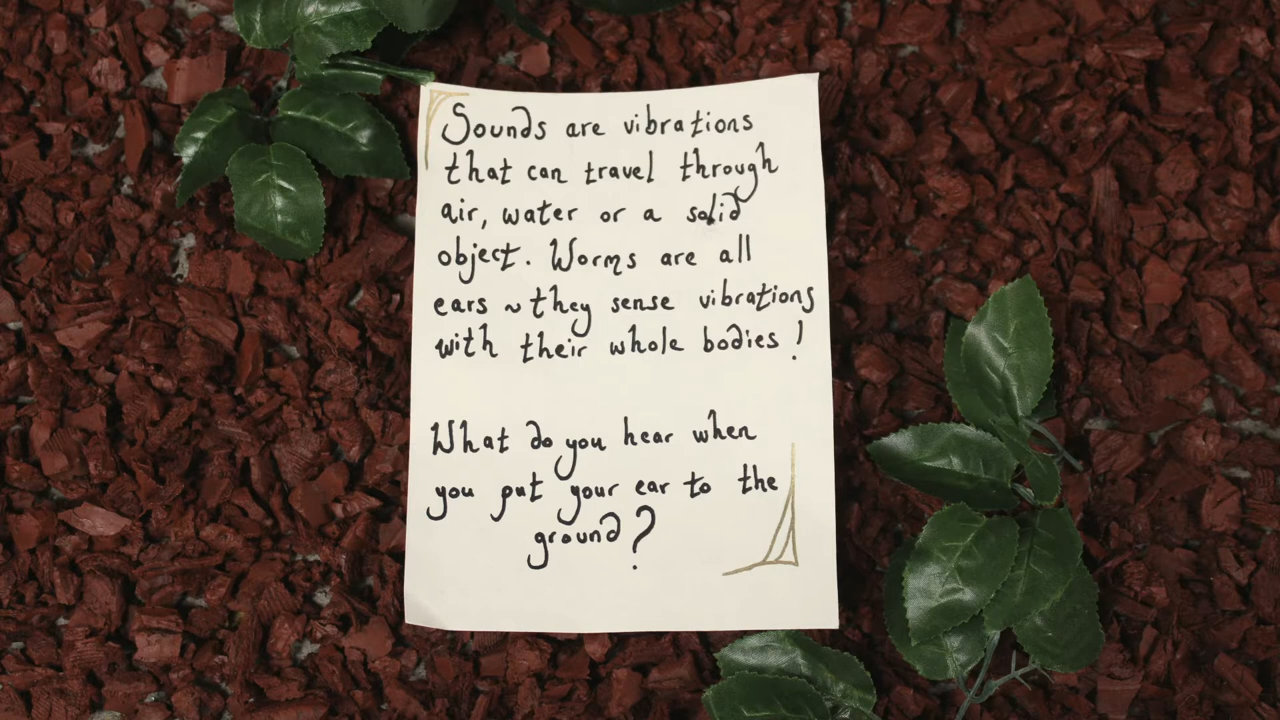 Sounds are vibrations
that can travel through
air, water or a solid
object. Worms are all
ears ~ they sense vibrations
with their whole bodies!
What do you hear when
you put your ear to the
ground?